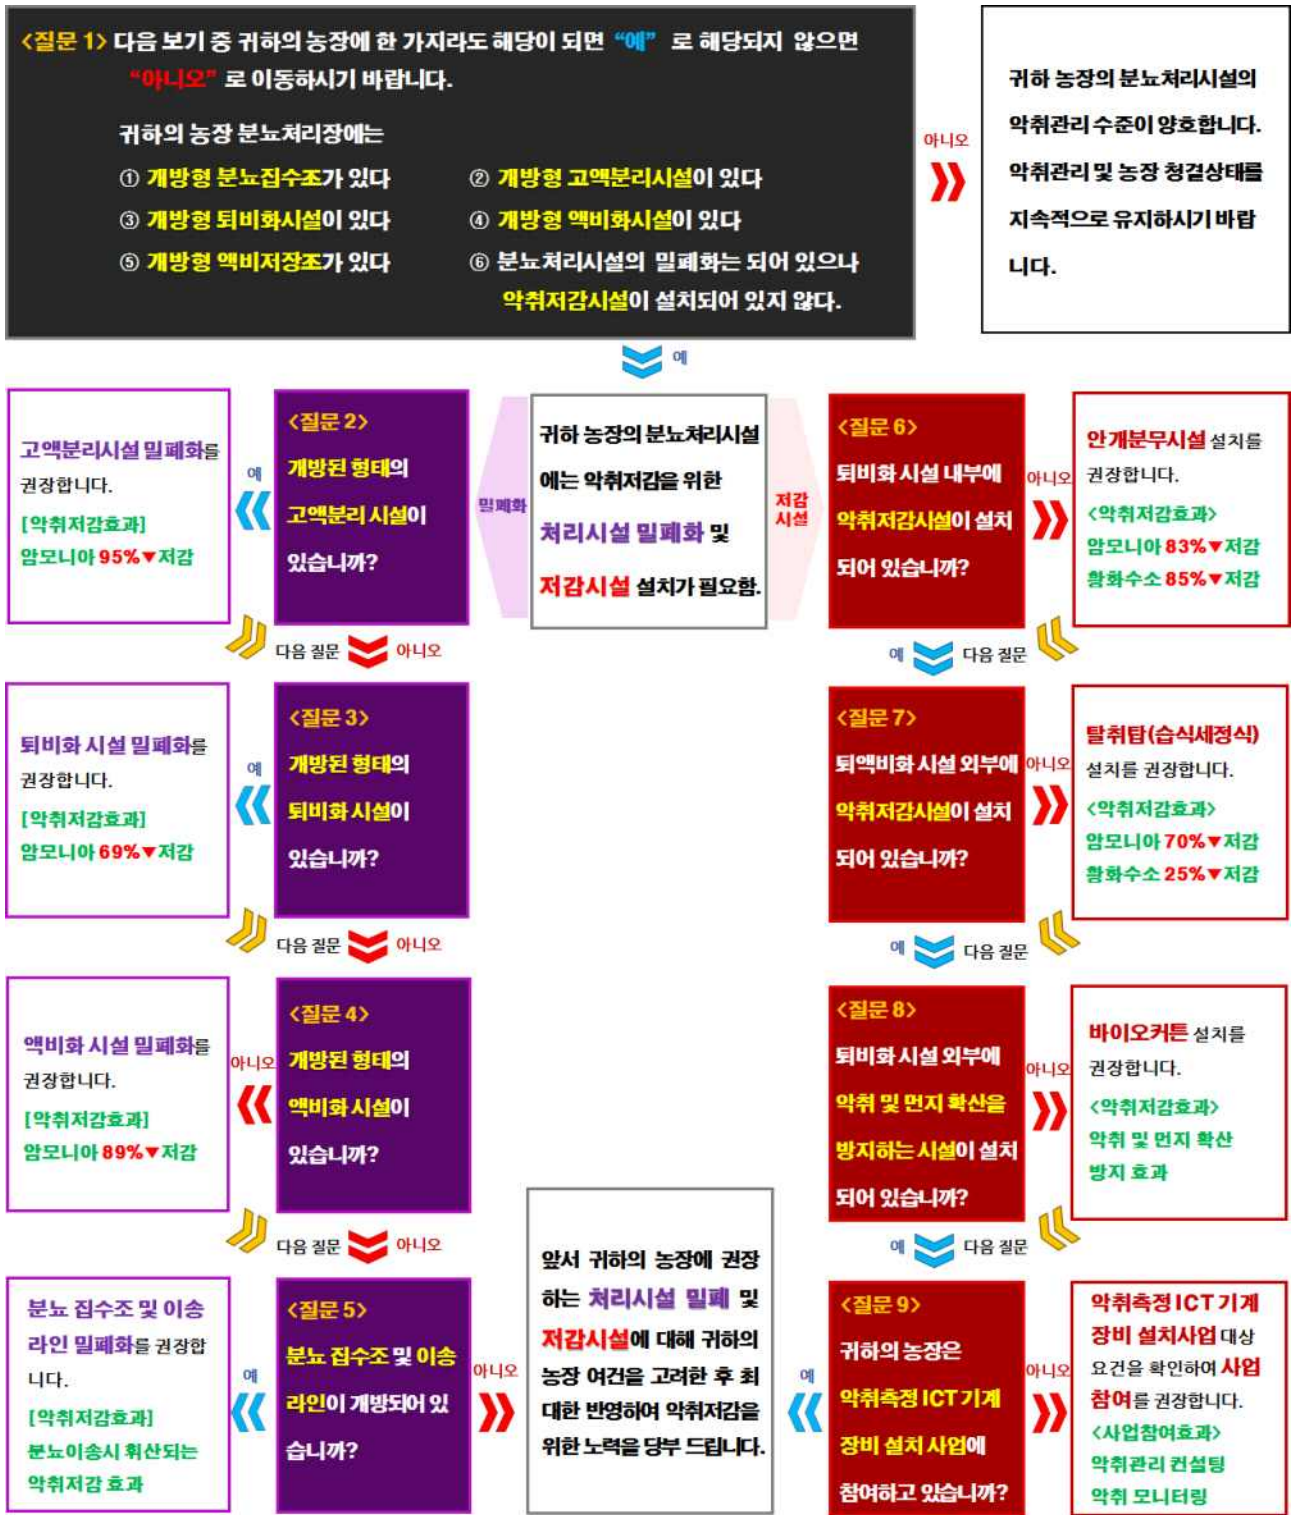 <질문 1> 다음 보기 중 귀하의 농장에 한 가지라도 해당이 되면 “예” 로 해당되지 않으면
“아니오” 로 이동하시기 바랍니다.
귀하의 농장 분뇨처리장에는
① 개방형 분뇨집수조가 있다
② 개방형 고액분리시설이 있다
③ 개방형 퇴비화시설이 있다
④ 개방형 액비화시설이 있다
⑤ 개방형 액비저장조가 있다
⑥ 분뇨처리시설의 밀폐화는 되어 있으나
악취저감시설이 설치되어 있지 않다.
아니오
귀하 농장의 분뇨처리시설의
악취관리 수준이 양호합니다.
악취관리 및 농장 청결상태를
지속적으로 유지하시기 바랍
니다.
예
고액분리시설 밀폐화를
권장합니다.
[악취저감효과]
암모니아 95%▼저감
예
<질문 2>
개방된 형태의
고액분리 시설이
있습니까?
밀폐화
귀하 농장의 분뇨처리시설
에는 악취저감을 위한
처리시설 밀폐화 및
저감시설 설치가 필요함.
저감
시설
<질문 6>
퇴비화 시설 내부에
악취저감시설이 설치
되어 있습니까?
아니오
안개분무시설 설치를
권장합니다.
<악취저감효과>
암모니아 83%▼저감
황화수소 85%▼저감
다음 질문
아니오
예
다음 질문
퇴비화 시설 밀폐화를
권장합니다.
[악취저감효과]
암모니아 69%▼저감
예
<질문 3>
개방된 형태의
퇴비화 시설이
있습니까?
<질문 7>
퇴액비화 시설 외부에
악취저감시설이 설치
되어 있습니까?
아니오
탈취탑(습식세정식)
설치를 권장합니다.
<악취저감효과>
암모니아 70%▼저감
황화수소 25%▼저감
다음 질문
아니오
예
다음 질문
액비화 시설 밀폐화를
권장합니다.
[악취저감효과]
암모니아 89%▼저감
아니오
<질문 4>
개방된 형태의
액비화 시설이
있습니까?
<질문 8>
퇴비화 시설 외부에
악취 및 먼지 확산을
방지하는 시설이 설치
되어 있습니까?
아니오
바이오커튼 설치를
권장합니다.
<악취저감효과>
악취 및 먼지 확산
방지 효과
다음 질문
아니오
예
다음 질문
분뇨 집수조 및 이송
라인 밀폐화를 권장합
니다.
[악취저감효과]
분뇨이송시 휘산되는
악취저감 효과
예
<질문 5>
분뇨 집수조 및 이송
라인이 개방되어 있
습니까?
아니오
앞서 귀하의 농장에 권장
하는 처리시설 밀폐 및
저감시설에 대해 귀하의
농장 여건을 고려한 후 최
대한 반영하여 악취저감을
위한 노력을 당부 드립니다.
예
<질문 9>
귀하의 농장은
악취측정 ICT 기계
장비 설치 사업에
참여하고 있습니까?
아니오
악취측정 ICT 기계
장비 설치사업 대상
요건을 확인하여 사업
참여를 권장합니다.
<사업참여효과>
악취관리 컨설팅
악취 모니터링